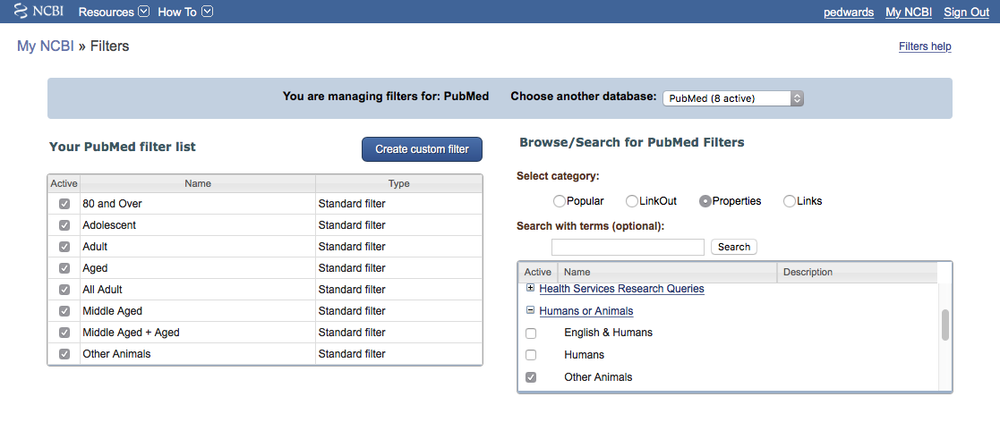 NCBI Resources How To pedwards My NCBI Sign Out
My NCBI » Filters Filters help
You are managing filters for: PubMed Choose another database: PubMed (8 active)
Your PubMed filter list Create custom filter
Active Name Type
80 and Over Standard filter
Adolescent Standard filter
Adult Standard filter
Aged Standard filter
All Adult Standard filter
Middle Aged Standard filter
Middle Aged + Aged Standard filter
Other Animals Standard filter
Browse/Search for PubMed Filters
Select category:
Popular LinkOut Properties Links
Search with terms (optional):
Search
Active Name Description
Health Services Research Queries
Humans or Animals
English & Humans
Humans
Other Animals